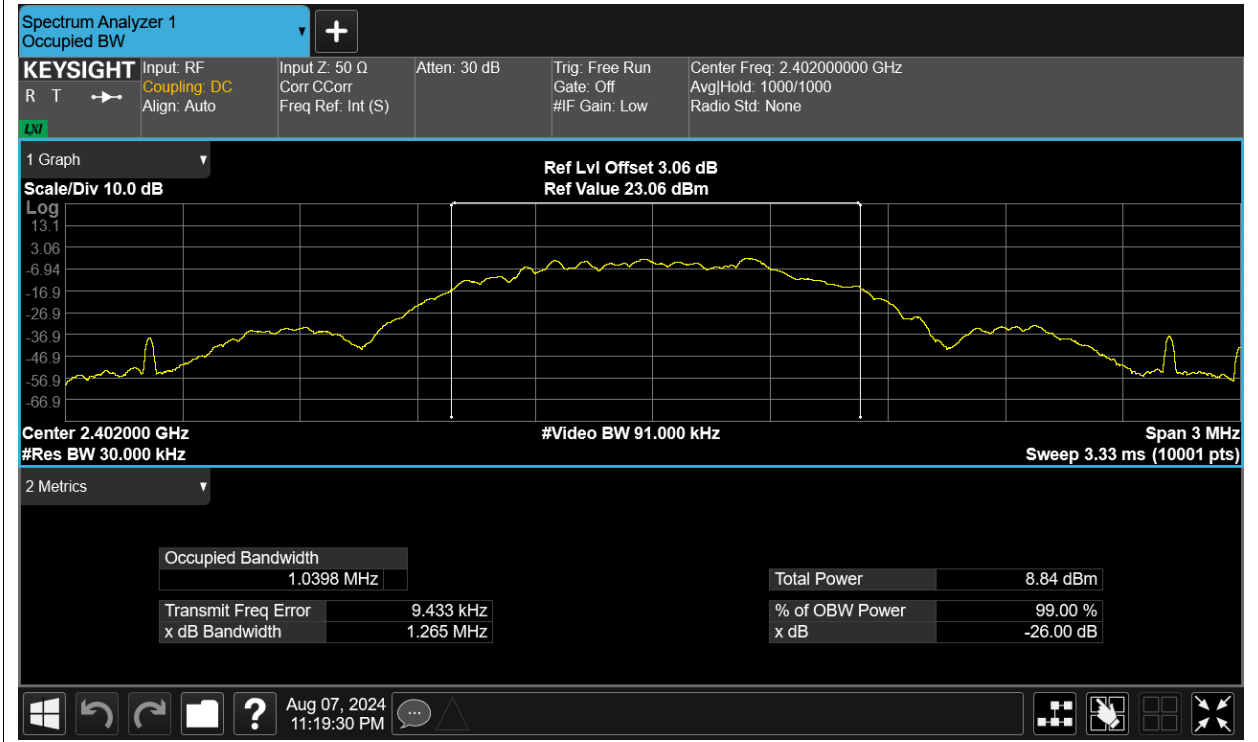 Spectrum Analyzer 1
Occupied BW
KEYSIGHT
R T
LXI
Input: RF
Coupling: DC
Align: Auto
Input Z: 50 Ω
Corr CCorr
Freq Ref: Int (S)
Atten: 30 dB
Trig: Free Run
Gate: Off
#IF Gain: Low
Center Freq: 2.402000000 GHz
Avg|Hold: 1000/1000
Radio Std: None
1 Graph
Scale/Div 10.0 dB
Ref Lvl Offset 3.06 dB
Ref Value 23.06 dBm
Log
13.1
3.06
-6.94
-16.9
-26.9
-36.9
-46.9
-56.9
-66.9
Center 2.402000 GHz
#Video BW 91.000 kHz
Span 3 MHz
#Res BW 30.000 kHz
Sweep 3.33 ms (10001 pts)
2 Metrics
Occupied Bandwidth
1.0398 MHz
Total Power 8.84 dBm
Transmit Freq Error 9.433 kHz
% of OBW Power 99.00 %
x dB Bandwidth 1.265 MHz
x dB -26.00 dB
?
Aug 07, 2024
11:19:30 PM